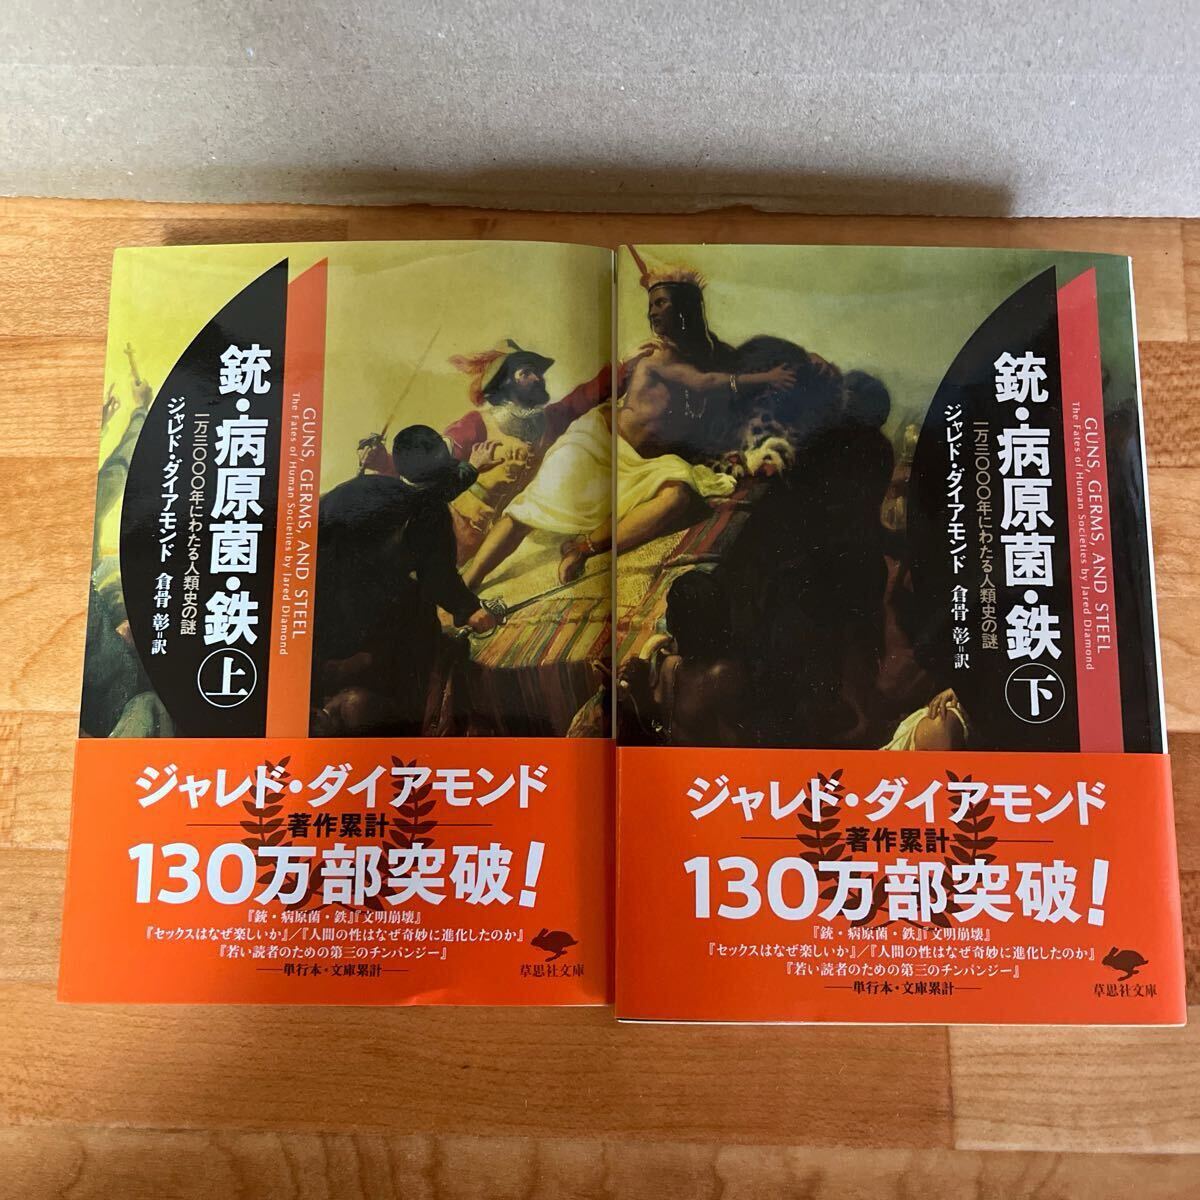 GUNS, GERMS, AND STEEL
The Fates of Human Societies by Jared Diamond
銃・病原菌・鉄 上
一万三〇〇〇年にわたる人類史の謎
ジャレド・ダイアモンド 倉骨 彰=訳
ジャレド・ダイアモンド
著作累計
130万部突破!
『銃・病原菌・鉄』『文明崩壊』
『セックスはなぜ楽しいか』/『人間の性はなぜ奇妙に進化したのか』
『若い読者のための第三のチンパンジー』
単行本・文庫累計
草思社文庫
GUNS, GERMS, AND STEEL
The Fates of Human Societies by Jared Diamond
銃・病原菌・鉄 下
一万三〇〇〇年にわたる人類史の謎
ジャレド・ダイアモンド 倉骨 彰=訳
ジャレド・ダイアモンド
著作累計
130万部突破!
『銃・病原菌・鉄』『文明崩壊』
『セックスはなぜ楽しいか』/『人間の性はなぜ奇妙に進化したのか』
『若い読者のための第三のチンパンジー』
単行本・文庫累計
草思社文庫